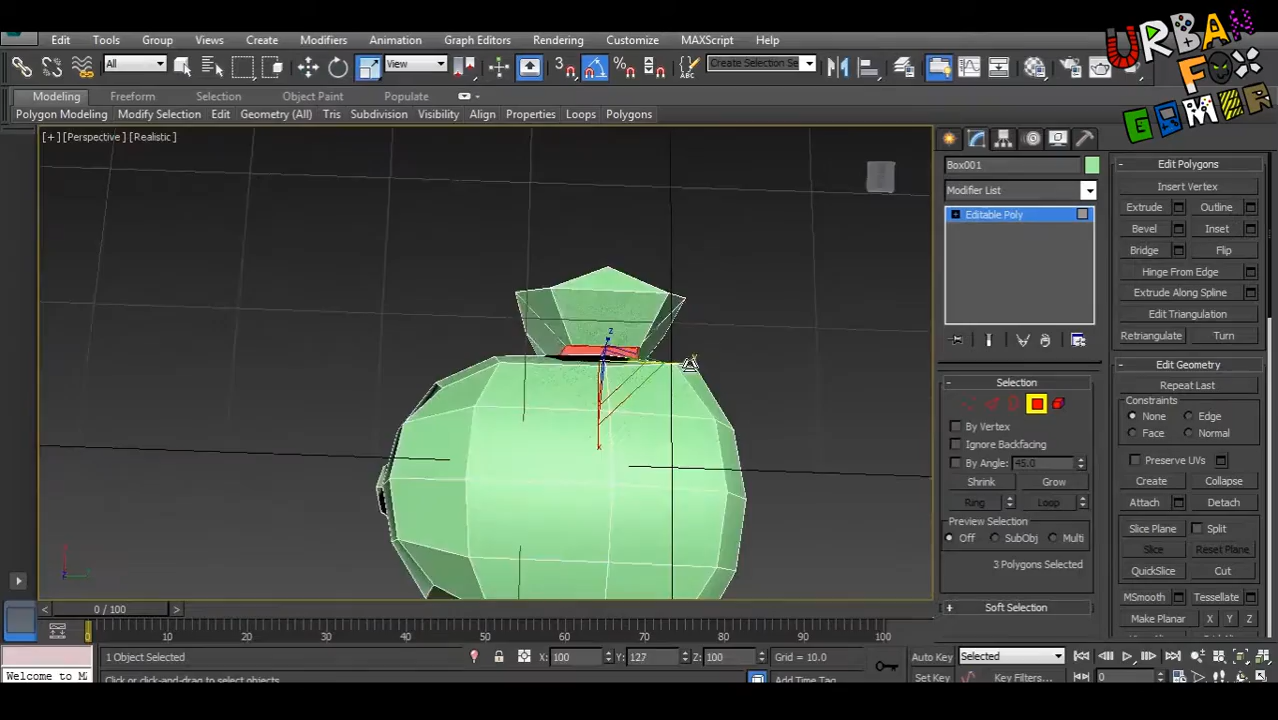 URBAN
FOX
GAMER
Edit Tools Group Views Create Modifiers Animation Graph Editors Rendering Customize MAXScript Help
All View 3 % ABC Create Selection Se
Modeling Freeform Selection Object Paint Populate
Polygon Modeling Modify Selection Edit Geometry (All) Tris Subdivision Visibility Align Properties Loops Polygons
[+] [Perspective] [Realistic]
z
x
Box001
Modifier List
Editable Poly
Selection
By Vertex
Ignore Backfacing
By Angle: 45.0
Shrink Grow
Ring Loop
Preview Selection
Off SubObj Multi
3 Polygons Selected
Soft Selection
Edit Polygons
Insert Vertex
Extrude Outline
Bevel Inset
Bridge Flip
Hinge From Edge
Extrude Along Spline
Edit Triangulation
Retriangulate Turn
Edit Geometry
Repeat Last
Constraints
None Edge
Face Normal
Preserve UVs
Create Collapse
Attach Detach
Slice Plane Split
Slice Reset Plane
QuickSlice Cut
MSmooth Tessellate
Make Planar X Y Z
< 0 / 100 >
0 10 20 30 40 50 60 70 80 90 100
1 Object Selected X: 100 Y: 127 Z: 100 Grid = 10.0 Auto Key Selected
Welcome to M Click or click-and-drag to select objects Add Time Tag Set Key Key Filters... 0